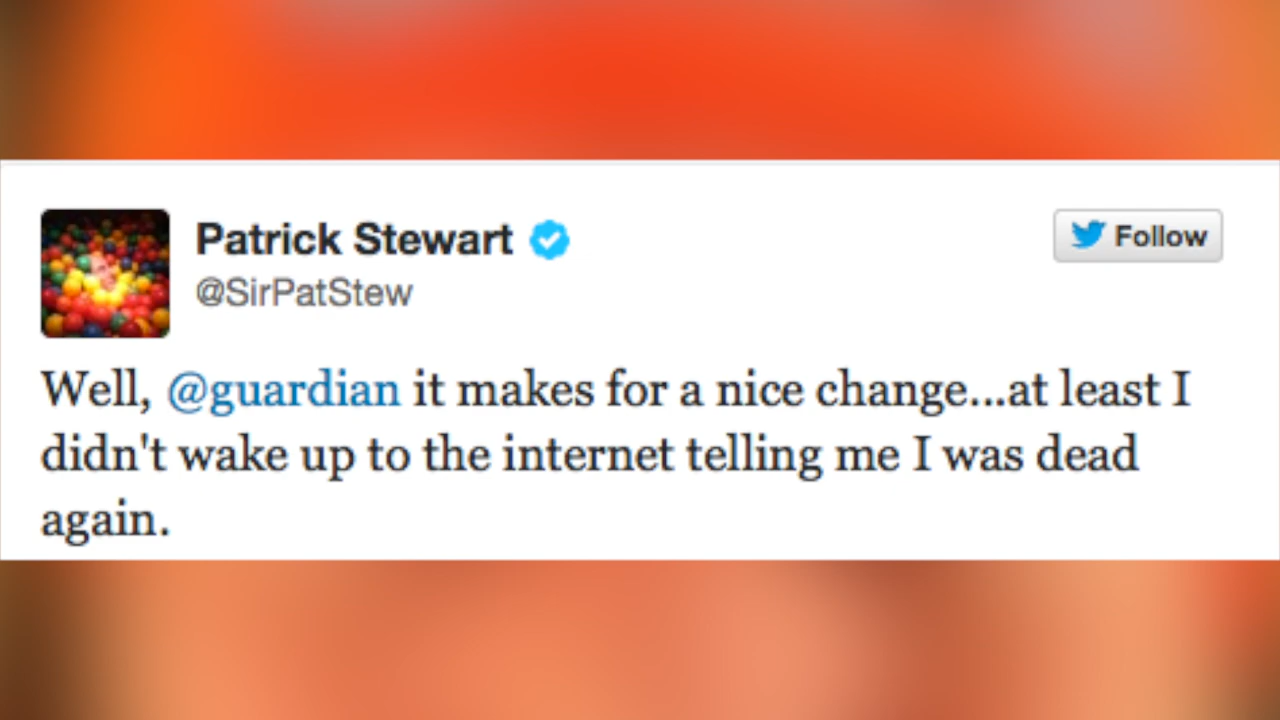 Patrick Stewart
Follow
@SirPatStew
Well, @guardian it makes for a nice change...at least I
didn't wake up to the internet telling me I was dead
again.